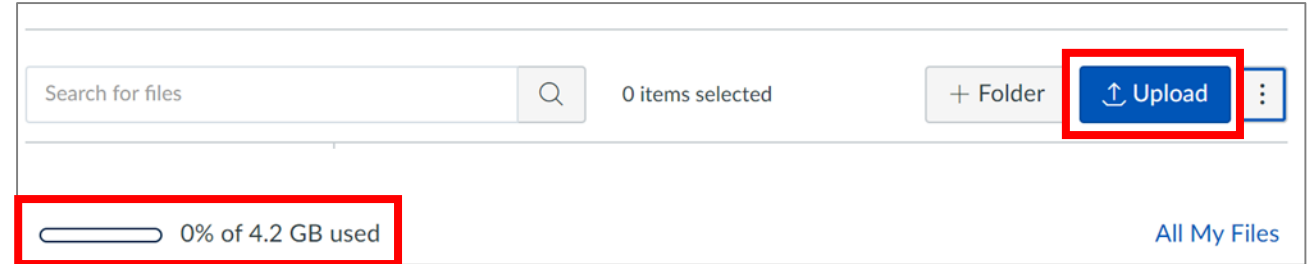 Search for files 0 items selected + Folder Upload
0% of 4.2 GB used All My Files